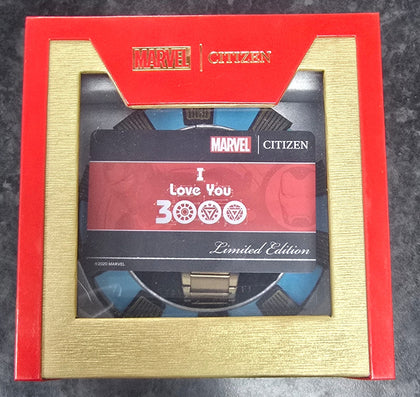 MARVEL | CITIZEN
MARVEL | CITIZEN
I
Love You
3000
Limited Edition
©2020 MARVEL